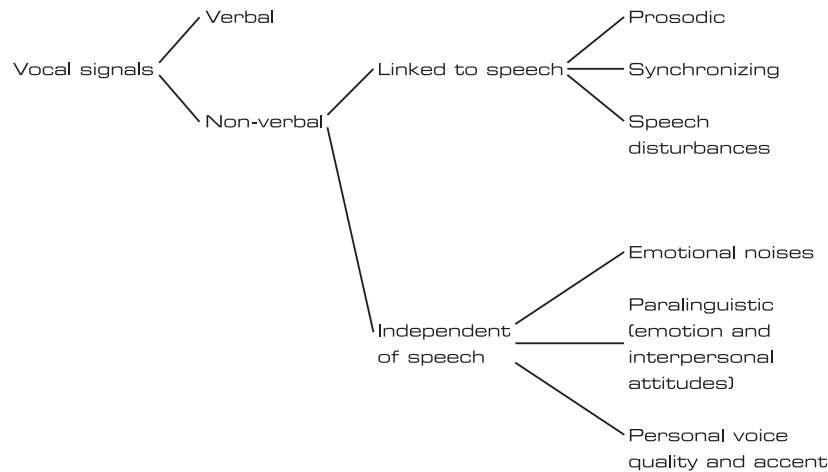 Verbal
Prosodic
Vocal signals
Linked to speech
Synchronizing
Non-verbal
Speech
disturbances
Emotional noises
Independent
of speech
Paralinguistic
(emotion and
interpersonal
attitudes)
Personal voice
quality and accent